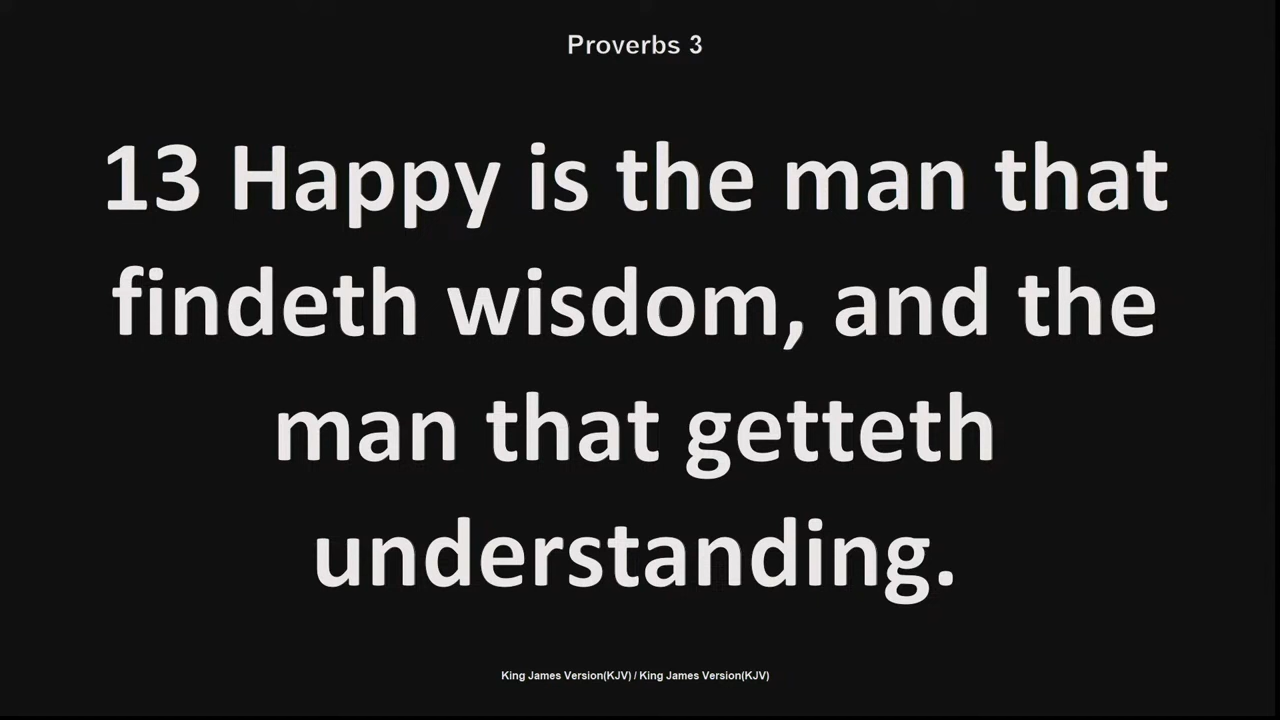 Proverbs 3
13 Happy is the man that
findeth wisdom, and the
man that getteth
understanding.
King James Version(KJV) / King James Version(KJV)